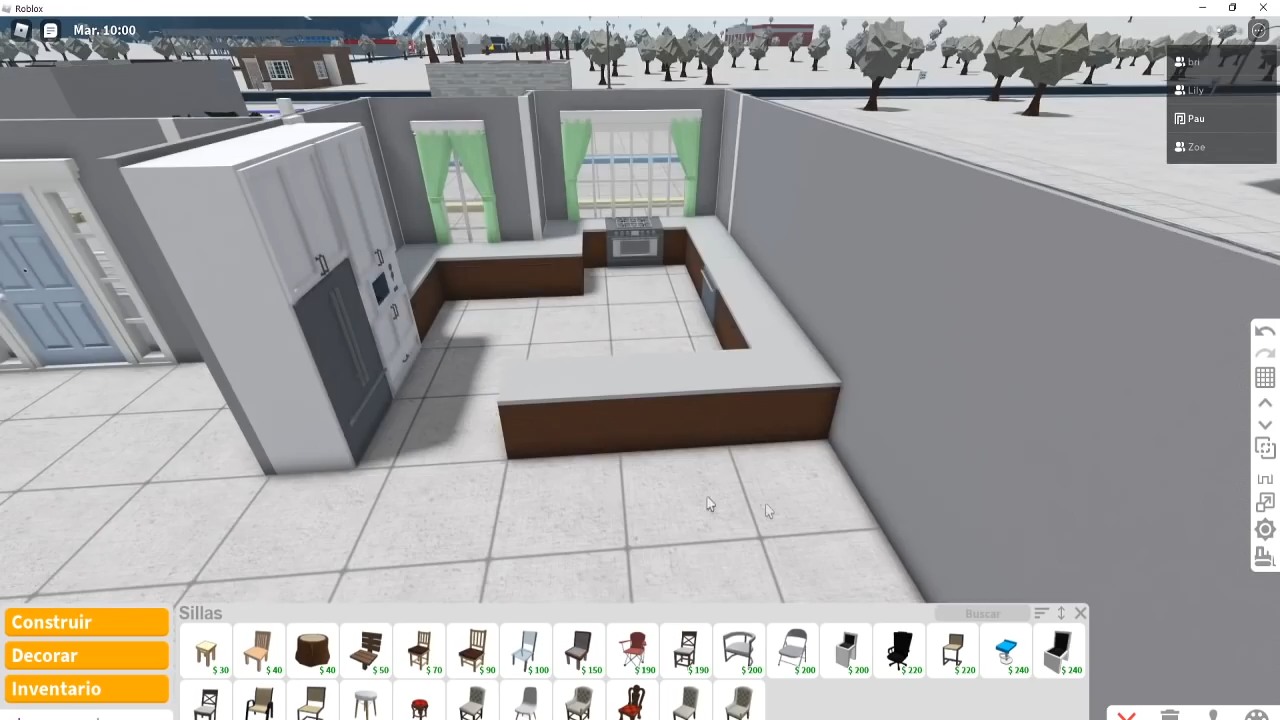 Roblox
Mar. 10:00
bri
Lily
Pau
Zoe
Construir
Decorar
Inventario
Sillas
Buscar
$ 30
$ 40
$ 40
$ 50
$ 70
$ 90
$ 100
$ 150
$ 190
$ 190
$ 200
$ 200
$ 200
$ 220
$ 220
$ 240
$ 240